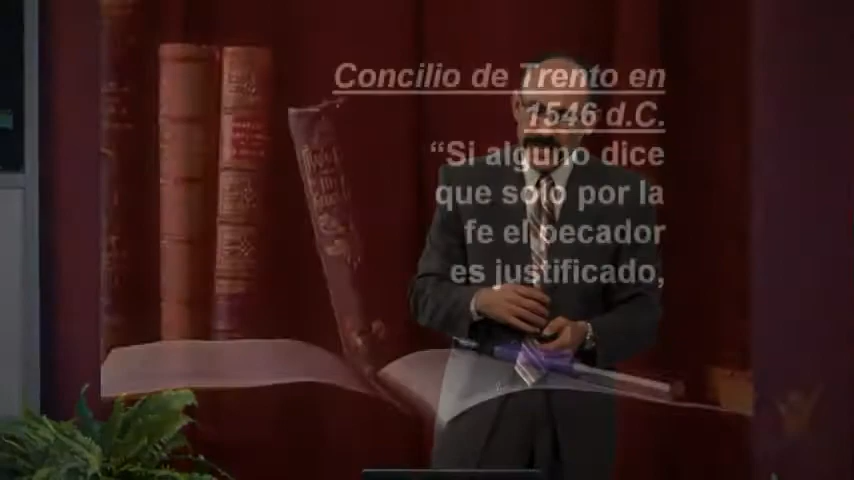 Concilio de Trento en
1546 d.C.
“Si alguno dice
que solo por la
fe el pecador
es justificado,